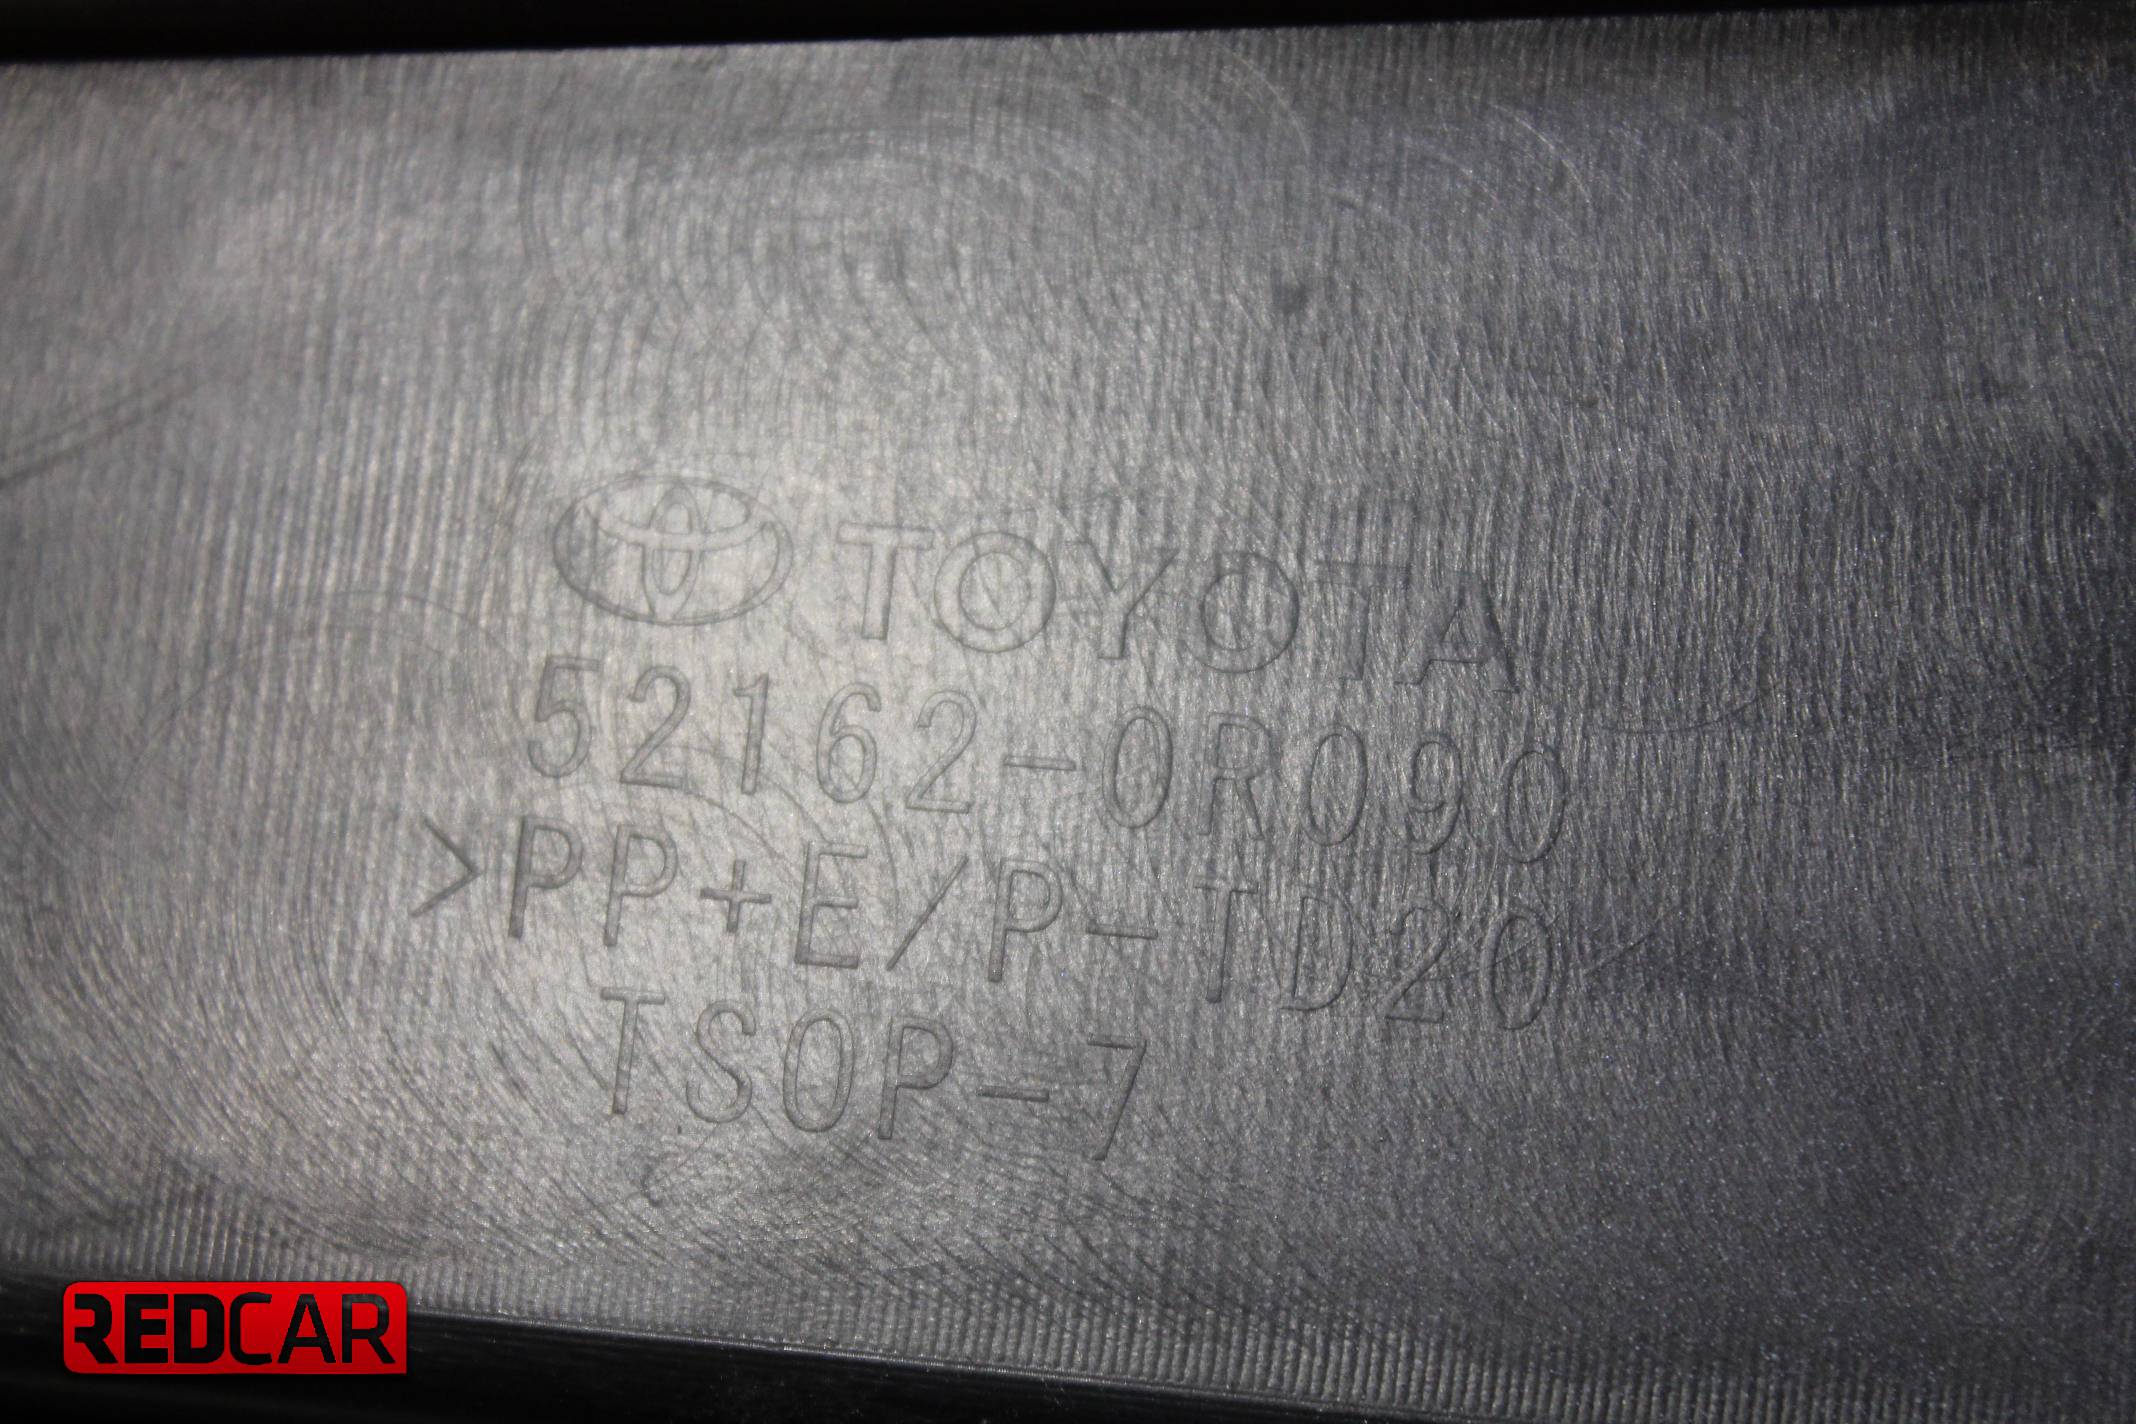 TOYOTA
52162-0R090
>PP+E/P-TD20<
TSOP-7
REDCAR